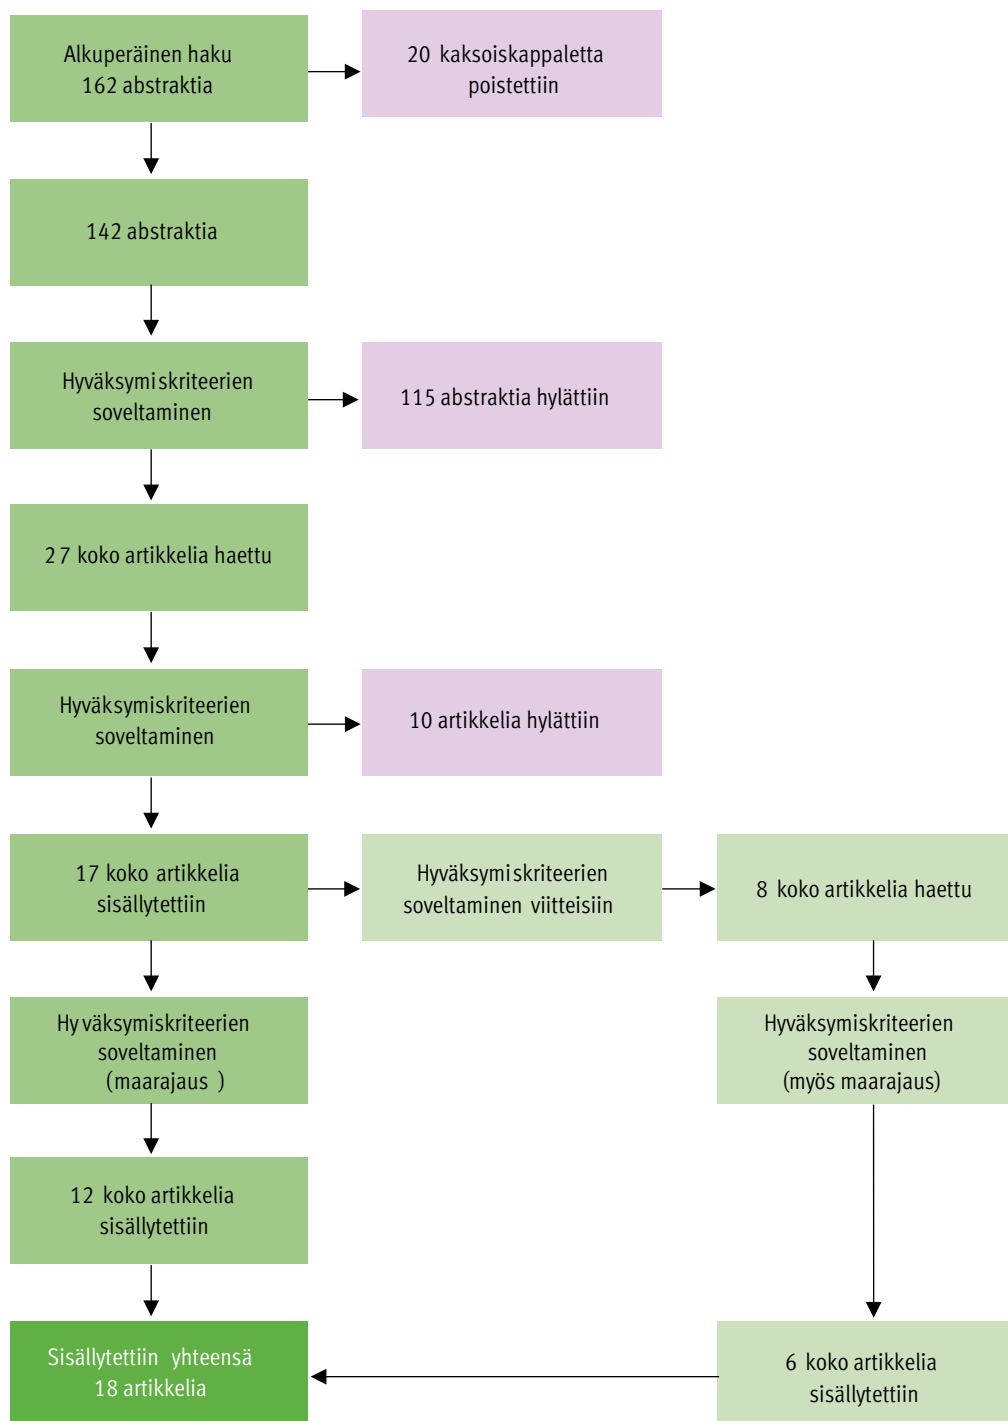 Alkuperäinen haku
162 abstraktia
20 kaksoiskappaletta
poistettiin
142 abstraktia
Hyväksymiskriteerien
soveltaminen
115 abstraktia hylättiin
27 koko artikkelia haettu
Hyväksymiskriteerien
soveltaminen
10 artikkelia hylättiin
17 koko artikkelia
sisällytettiin
Hyväksymiskriteerien
soveltaminen viitteisiin
8 koko artikkelia haettu
Hyväksymiskriteerien
soveltaminen
(maarajaus )
Hyväksymiskriteerien
soveltaminen
(myös maarajaus)
12 koko artikkelia
sisällytettiin
Sisällytettiin yhteensä
18 artikkelia
6 koko artikkelia
sisällytettiin